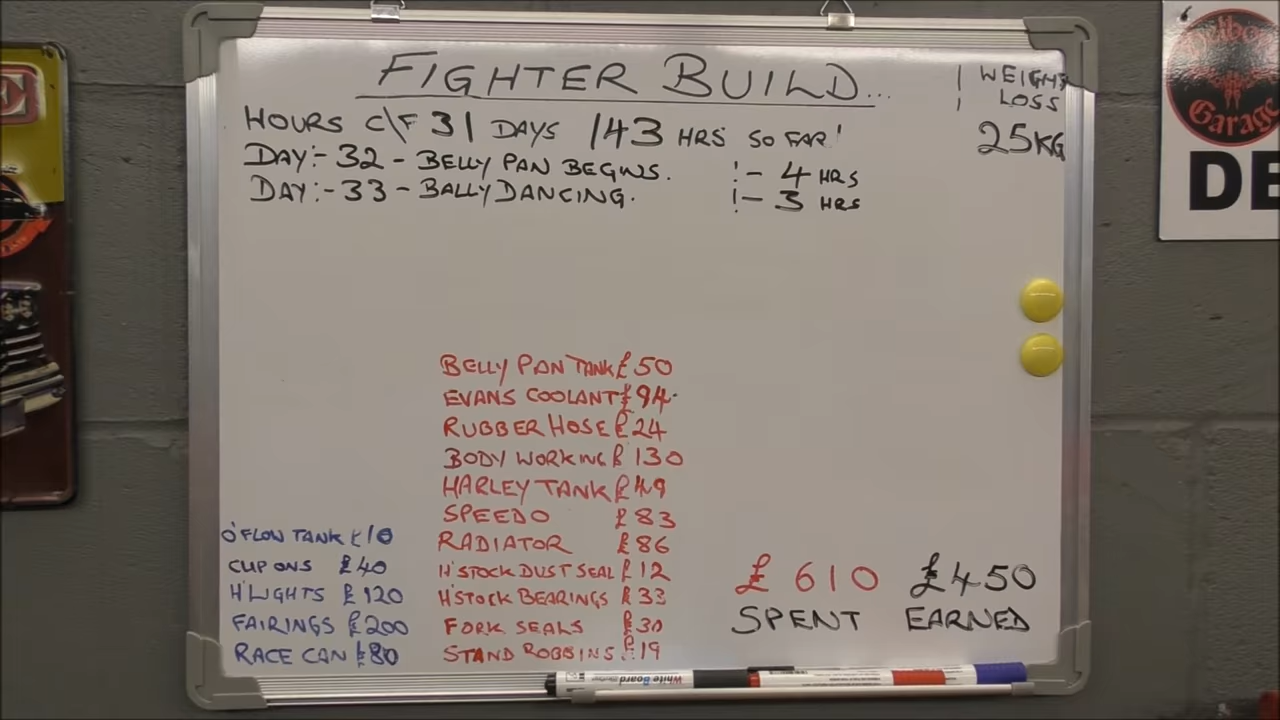 FIGHTER BUILD...
! WEIGHT
! LOSS
25KG
HOURS C\F 31 DAYS 143 HRS SO FAR!
DAY:- 32 - BELLY PAN BEGINS. !- 4 HRS
DAY:- 33 - BALLY DANCING. !- 3 HRS
BELLY PAN TANK £50
EVANS COOLANT £94.
RUBBER HOSE £24
BODY WORKING £130
HARLEY TANK £49
SPEEDO £83
RADIATOR £86
H'STOCK DUST SEAL £12
H'STOCK BEARINGS £33
FORK SEALS £30
STAND BOBBINS £19
O'FLOW TANK £10
CLIP ONS £40
H'LIGHTS £120
FAIRINGS £200
RACE CAN £80
£610 £450
SPENT EARNED
WhiteBoard
Garage
DE
E